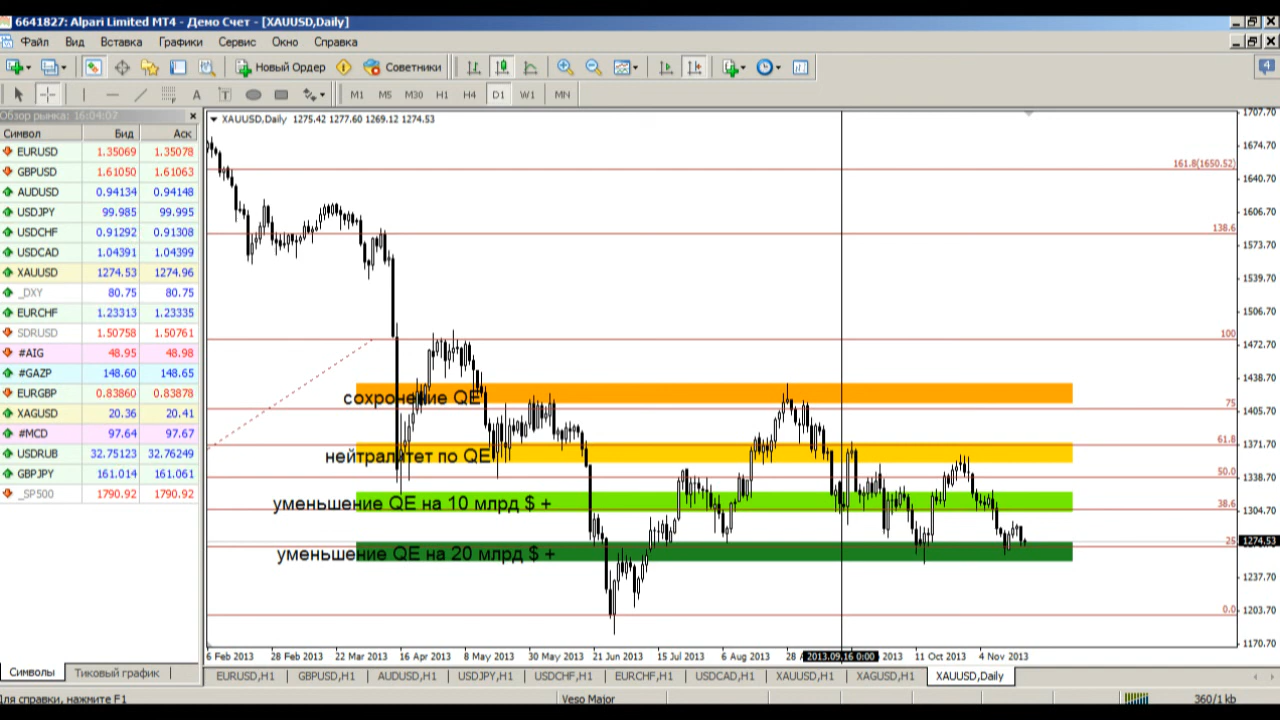 6641827: Alpari Limited MT4 - Демо Счет - [XAUUSD,Daily]
Файл Вид Вставка Графики Сервис Окно Справка
Новый Ордер Советники 4
A T M1 M5 M30 H1 H4 D1 W1 MN
Обзор рынка: 16:04:07
Символ Бид Аск
EURUSD 1.35069 1.35078
GBPUSD 1.61050 1.61063
AUDUSD 0.94134 0.94148
USDJPY 99.985 99.995
USDCHF 0.91292 0.91308
USDCAD 1.04391 1.04399
XAUUSD 1274.53 1274.96
_DXY 80.75 80.75
EURCHF 1.23313 1.23335
SDRUSD 1.50758 1.50761
#AIG 48.95 48.98
#GAZP 148.60 148.65
EURGBP 0.83860 0.83878
XAGUSD 20.36 20.41
#MCD 97.64 97.67
USDRUB 32.75123 32.76249
GBPJPY 161.014 161.061
_SP500 1790.92 1790.92
Символы Тиковый график
XAUUSD,Daily 1275.42 1277.60 1269.12 1274.53
161.8(1650.52)
138.6
100
75
61.8
50.0
38.6
25
0.0
сохронение QE
нейтралитет по QE
уменьшение QE на 10 млрд $ +
уменьшение QE на 20 млрд $ +
1707.70
1674.70
1640.70
1606.70
1573.70
1539.70
1506.70
1472.70
1438.70
1405.70
1371.70
1338.70
1304.70
1274.53
1237.70
1203.70
1170.70
6 Feb 2013 28 Feb 2013 22 Mar 2013 16 Apr 2013 8 May 2013 30 May 2013 21 Jun 2013 15 Jul 2013 6 Aug 2013 28 2013.09.16 0:00 2013 11 Oct 2013 4 Nov 2013
EURUSD,H1 GBPUSD,H1 AUDUSD,H1 USDJPY,H1 USDCHF,H1 EURCHF,H1 USDCAD,H1 XAUUSD,H1 XAGUSD,H1 XAUUSD,Daily
Для справки, нажмите F1 Veso Major 360/1 kb